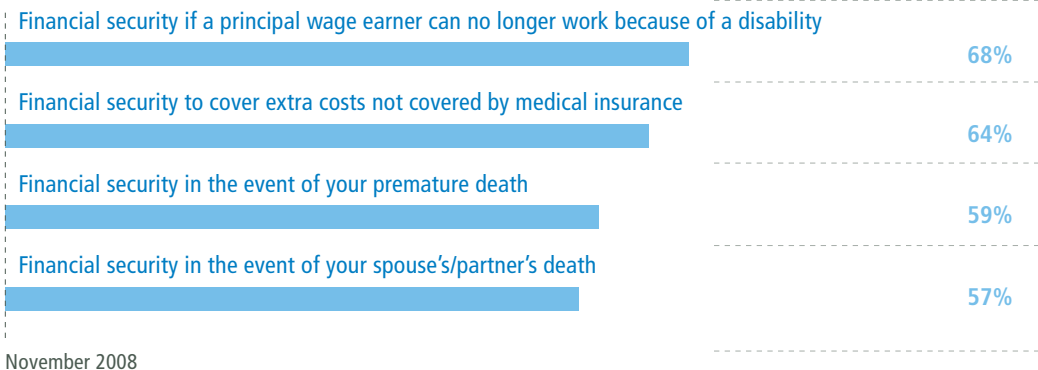 Financial security if a principal wage earner can no longer work because of a disability
68%
Financial security to cover extra costs not covered by medical insurance
64%
Financial security in the event of your premature death
59%
Financial security in the event of your spouse’s/partner’s death
57%
November 2008